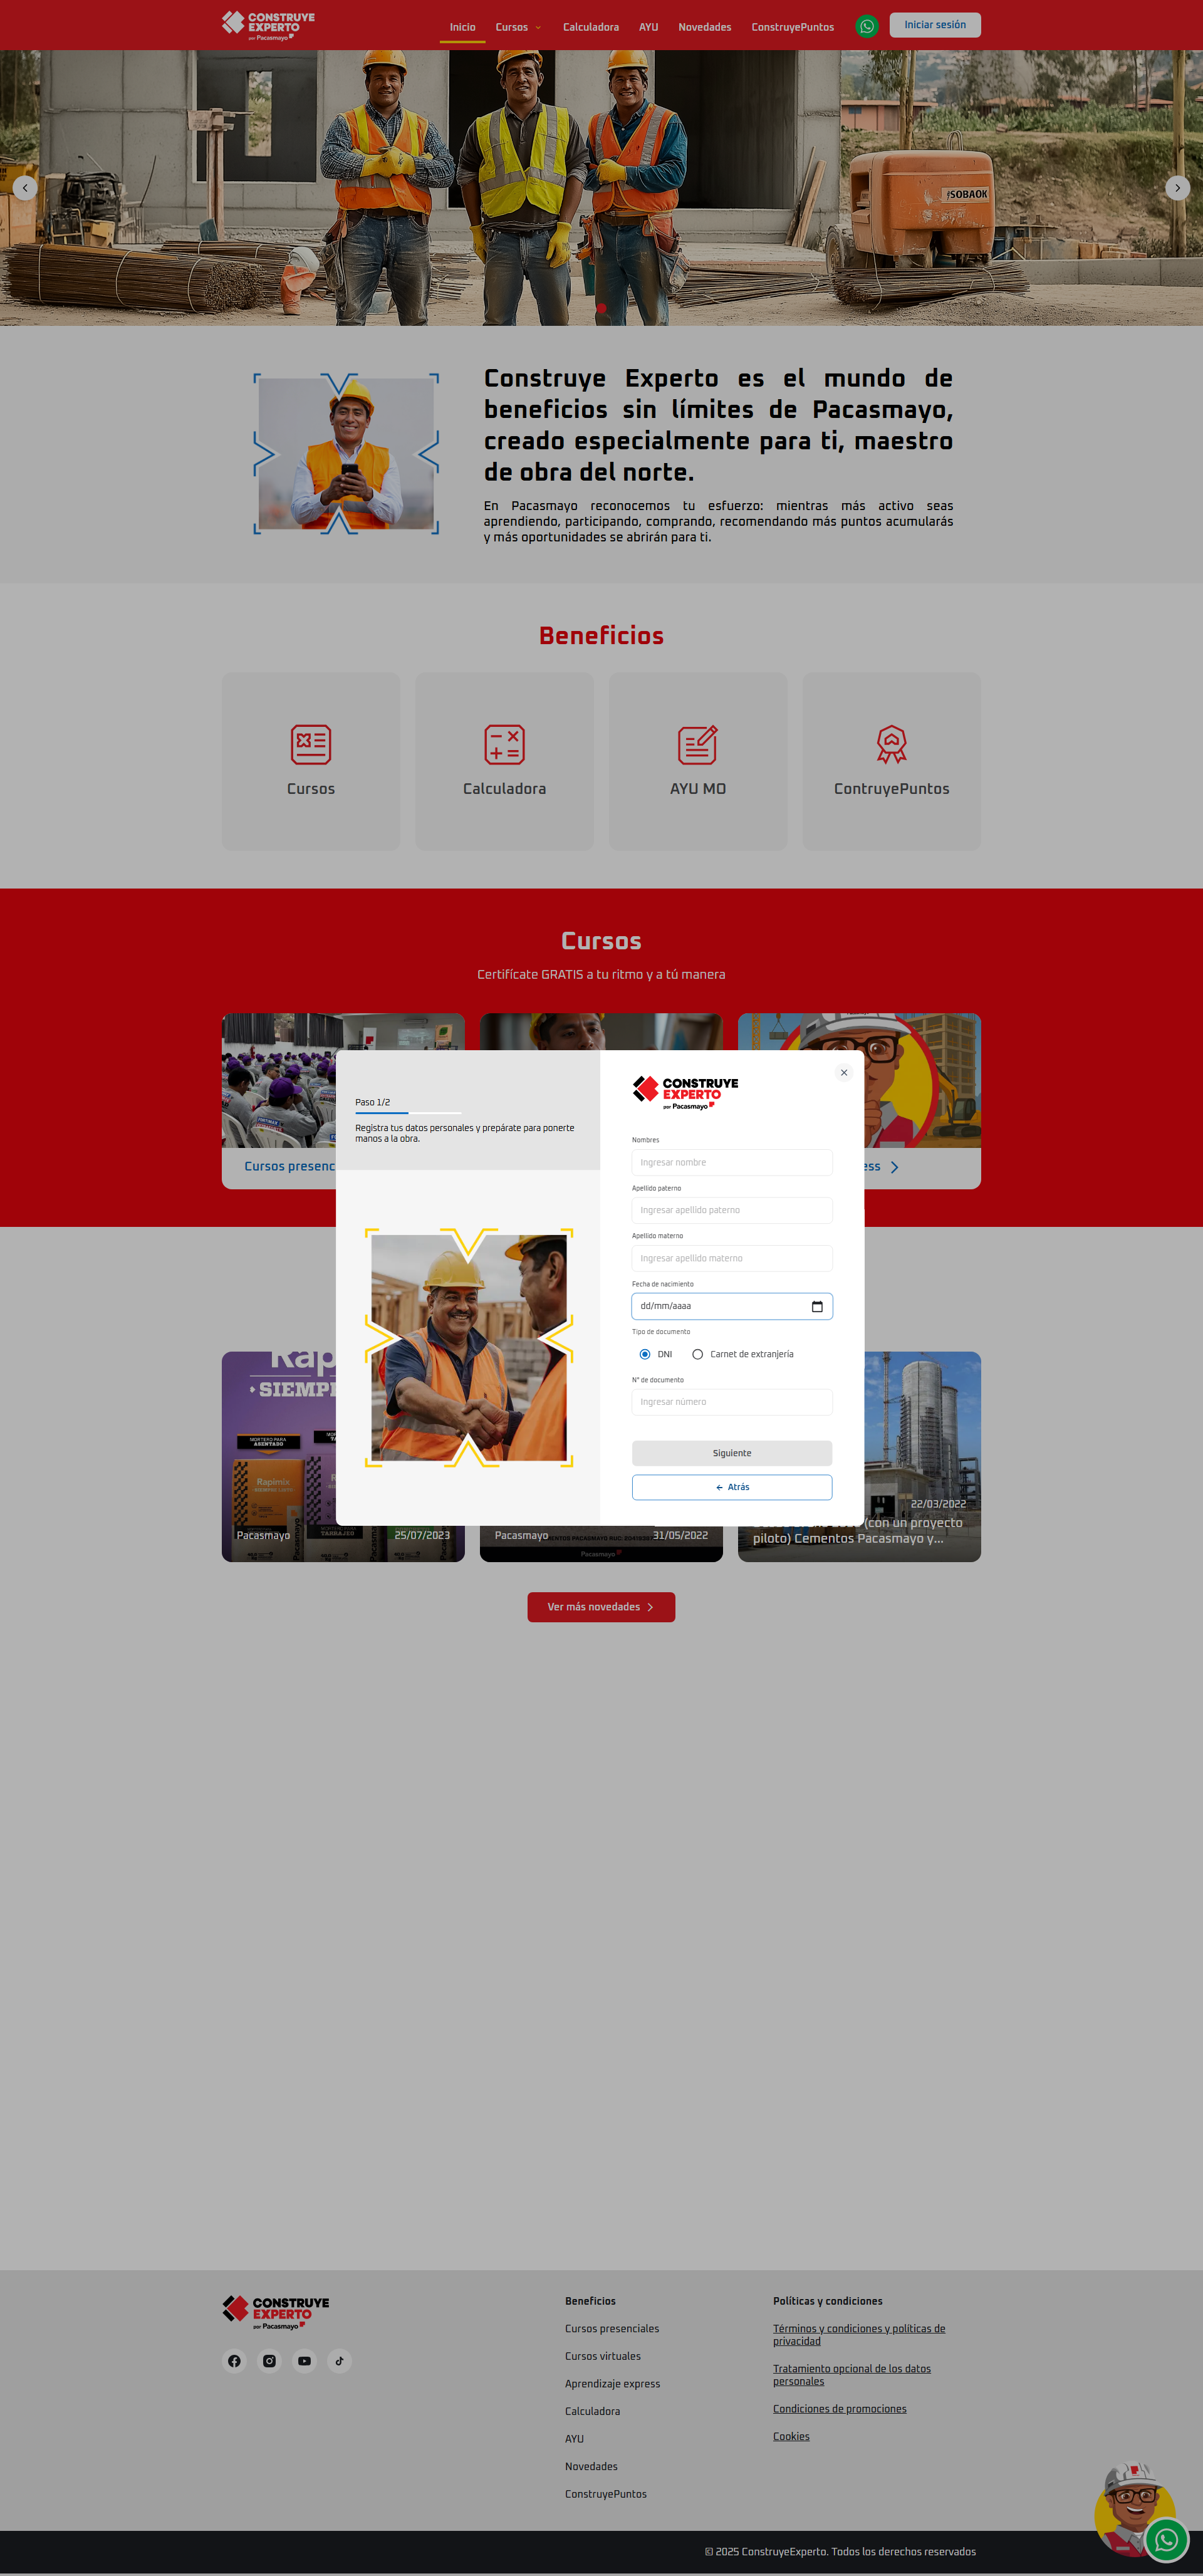 CONSTRUYE
EXPERTO
por Pacasmayo
Inicio
Cursos
Calculadora
AYU
Novedades
ConstruyePuntos
Iniciar sesión
SOBAOK
Construye Experto es el mundo de
beneficios sin límites de Pacasmayo,
creado especialmente para ti, maestro
de obra del norte.
En Pacasmayo reconocemos tu esfuerzo: mientras más activo seas
aprendiendo, participando, comprando, recomendando más puntos acumularás
y más oportunidades se abrirán para ti.
Beneficios
Cursos
Calculadora
AYU MO
ContruyePuntos
Cursos
Certifícate GRATIS a tu ritmo y a tú manera
Cursos presenc
ess
Paso 1/2
Registra tus datos personales y prepárate para ponerte
manos a la obra.
CONSTRUYE
EXPERTO
por Pacasmayo
Nombres
Ingresar nombre
Apellido paterno
Ingresar apellido paterno
Apellido materno
Ingresar apellido materno
Fecha de nacimiento
dd/mm/aaaa
Tipo de documento
DNI
Carnet de extranjería
N° de documento
Ingresar número
Siguiente
Atrás
Rap
SIEMPR
MORTERO PARA
ASENTADO
Rapimix
Pacasmayo
25/07/2023
Pacasmayo
31/05/2022
Pacasmayo
22/03/2022
(con un proyecto
piloto) Cementos Pacasmayo y...
Ver más novedades
CONSTRUYE
EXPERTO
por Pacasmayo
Beneficios
Cursos presenciales
Cursos virtuales
Aprendizaje express
Calculadora
AYU
Novedades
ConstruyePuntos
Políticas y condiciones
Términos y condiciones y políticas de
privacidad
Tratamiento opcional de los datos
personales
Condiciones de promociones
Cookies
© 2025 ConstruyeExperto. Todos los derechos reservados